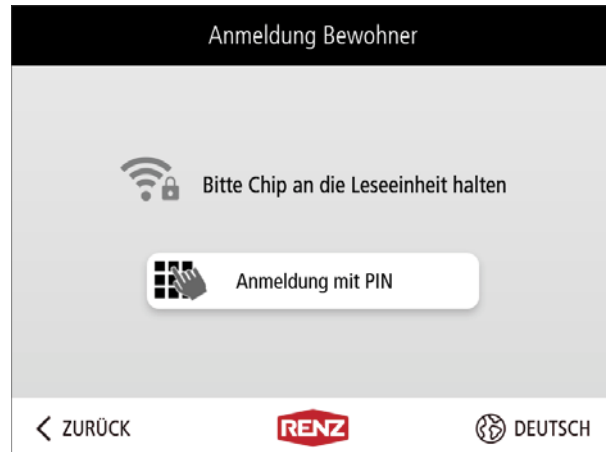 Anmeldung Bewohner
Bitte Chip an die Leseeinheit halten
Anmeldung mit PIN
ZURÜCK
RENZ
DEUTSCH